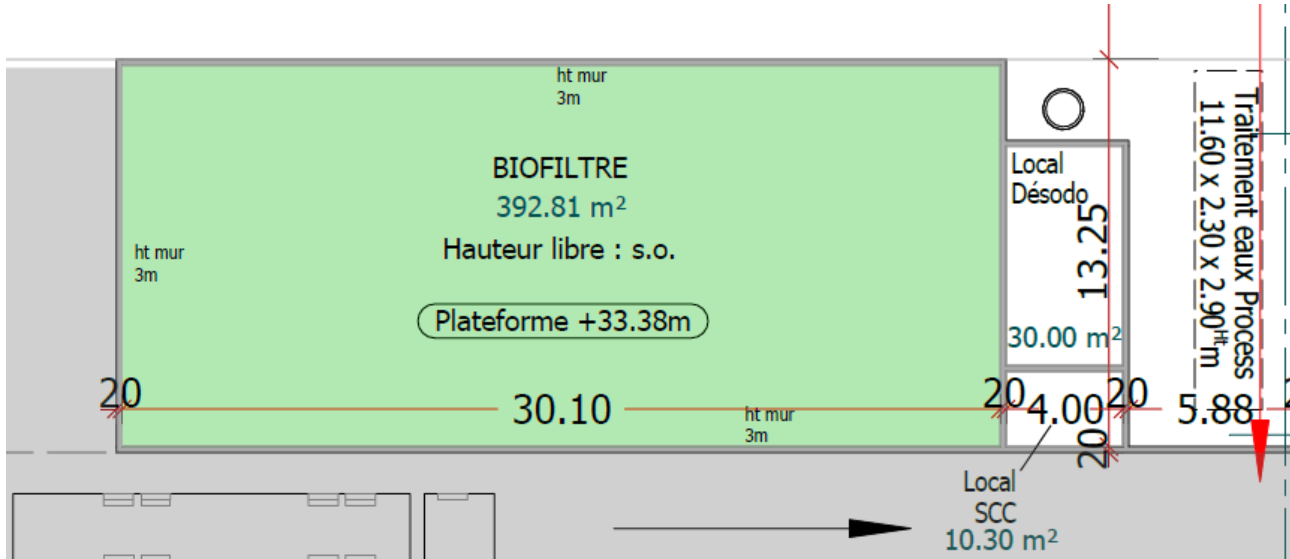 ht mur
3m
BIOFILTRE
392.81 m²
Hauteur libre : s.o.
ht mur
3m
Plateforme +33.38m
20
30.10
ht mur
3m
20
4.00
20
5.88
20
13.25
Local
Désodo
30.00 m²
Traitement eaux Process
11.60 x 2.30 x 2.90Ht m
Local
SCC
10.30 m²